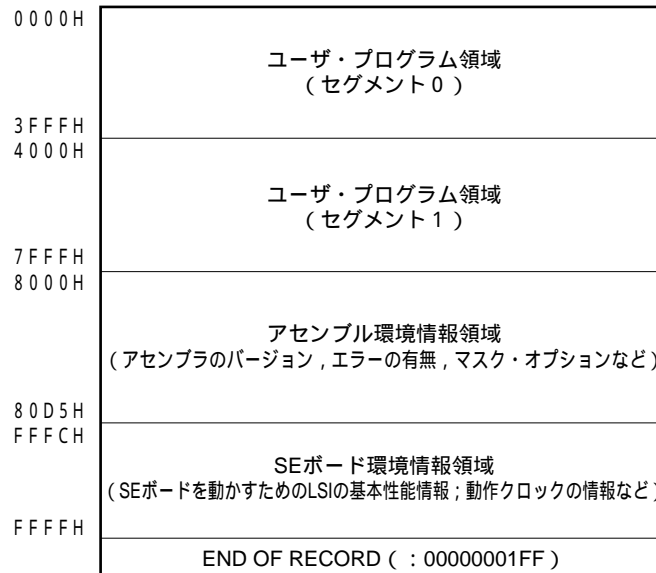 0000H
ユーザ・プログラム領域
（セグメント0）
3FFFH
4000H
ユーザ・プログラム領域
（セグメント1）
7FFFH
8000H
アセンブル環境情報領域
（アセンブラのバージョン，エラーの有無，マスク・オプションなど）
80D5H
FFFCH
SEボード環境情報領域
（SEボードを動かすためのLSIの基本性能情報；動作クロックの情報など）
FFFFH
END OF RECORD（：00000001FF）